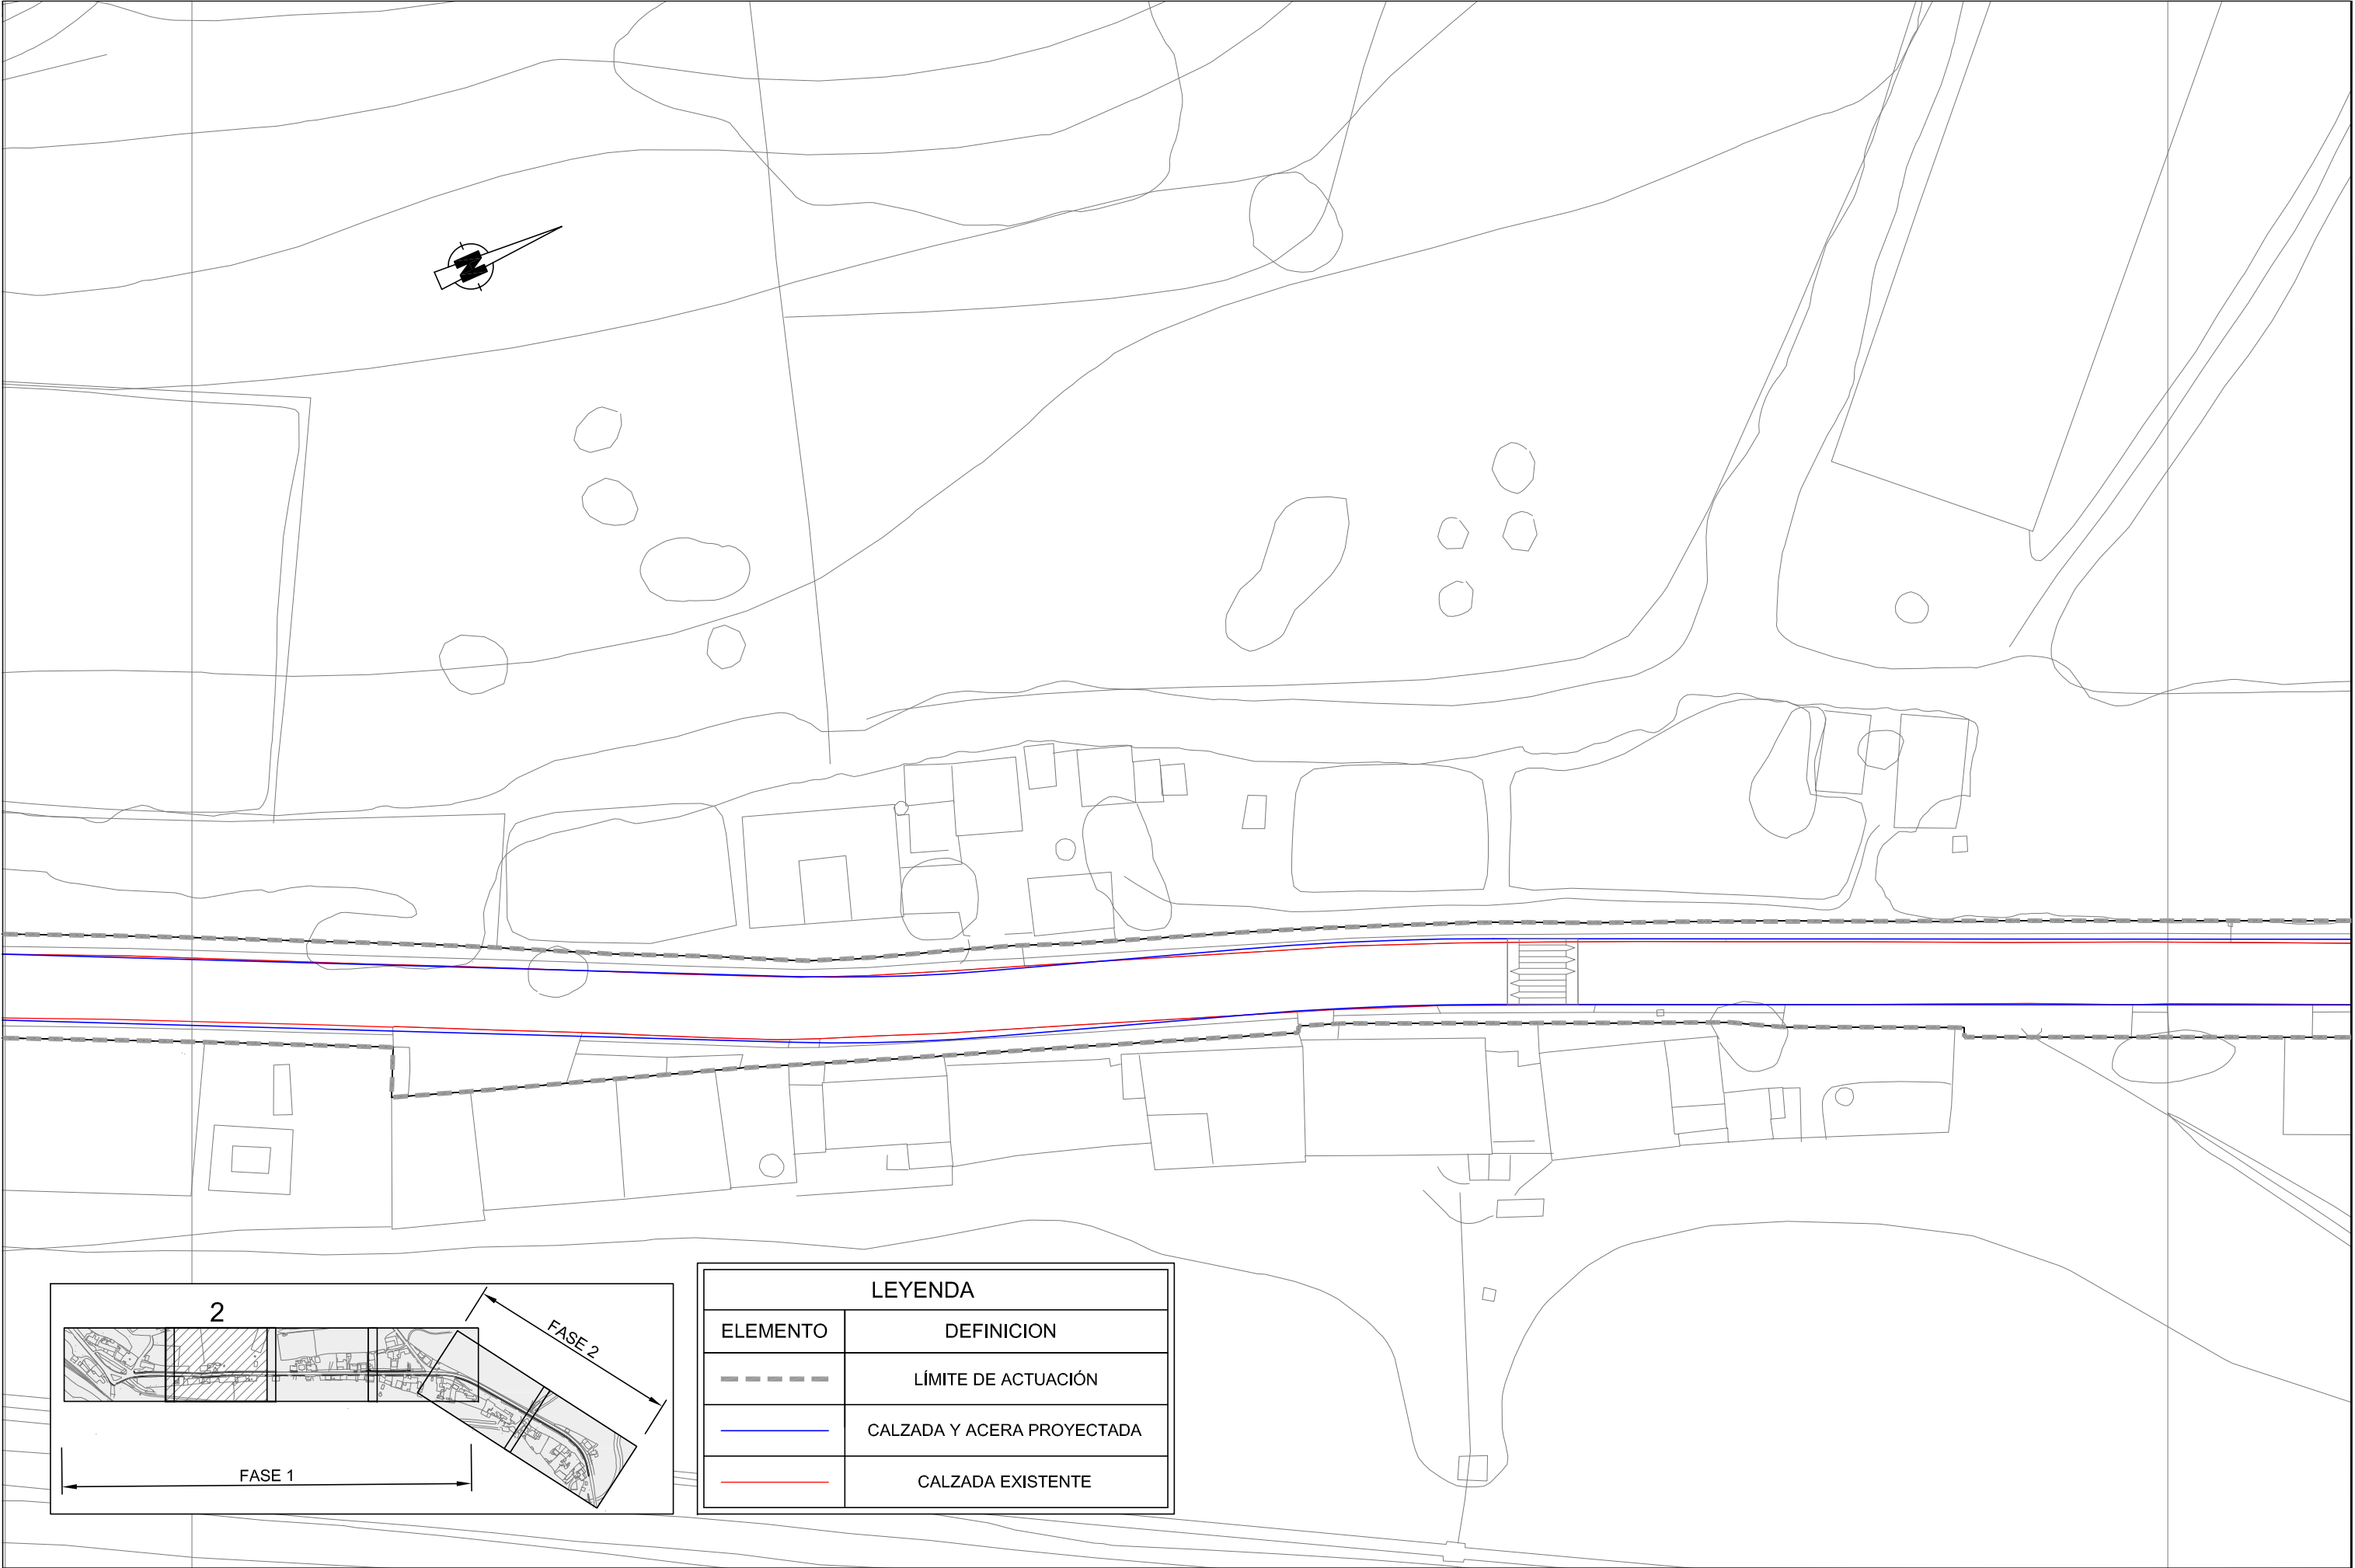 N
2
FASE 2
FASE 1
LEYENDA
ELEMENTO DEFINICION
LÍMITE DE ACTUACIÓN
CALZADA Y ACERA PROYECTADA
CALZADA EXISTENTE